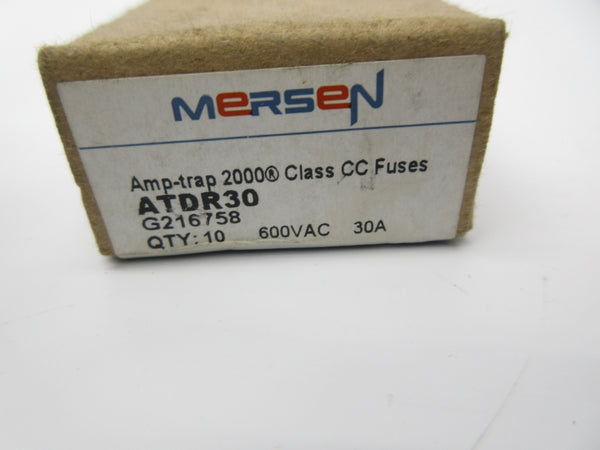 MERSEN
Amp-trap 2000® Class CC Fuses
ATDR30
G216758
QTY: 10 600VAC 30A